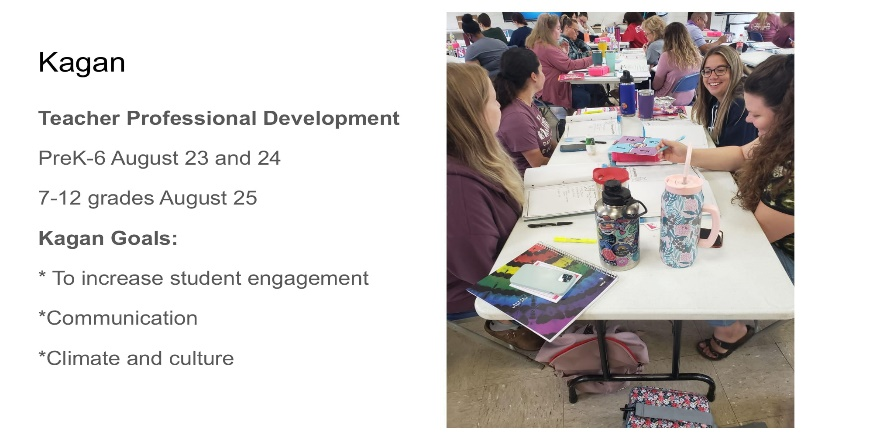 Kagan
Teacher Professional Development
PreK-6 August 23 and 24
7-12 grades August 25
Kagan Goals:
* To increase student engagement
*Communication
*Climate and culture